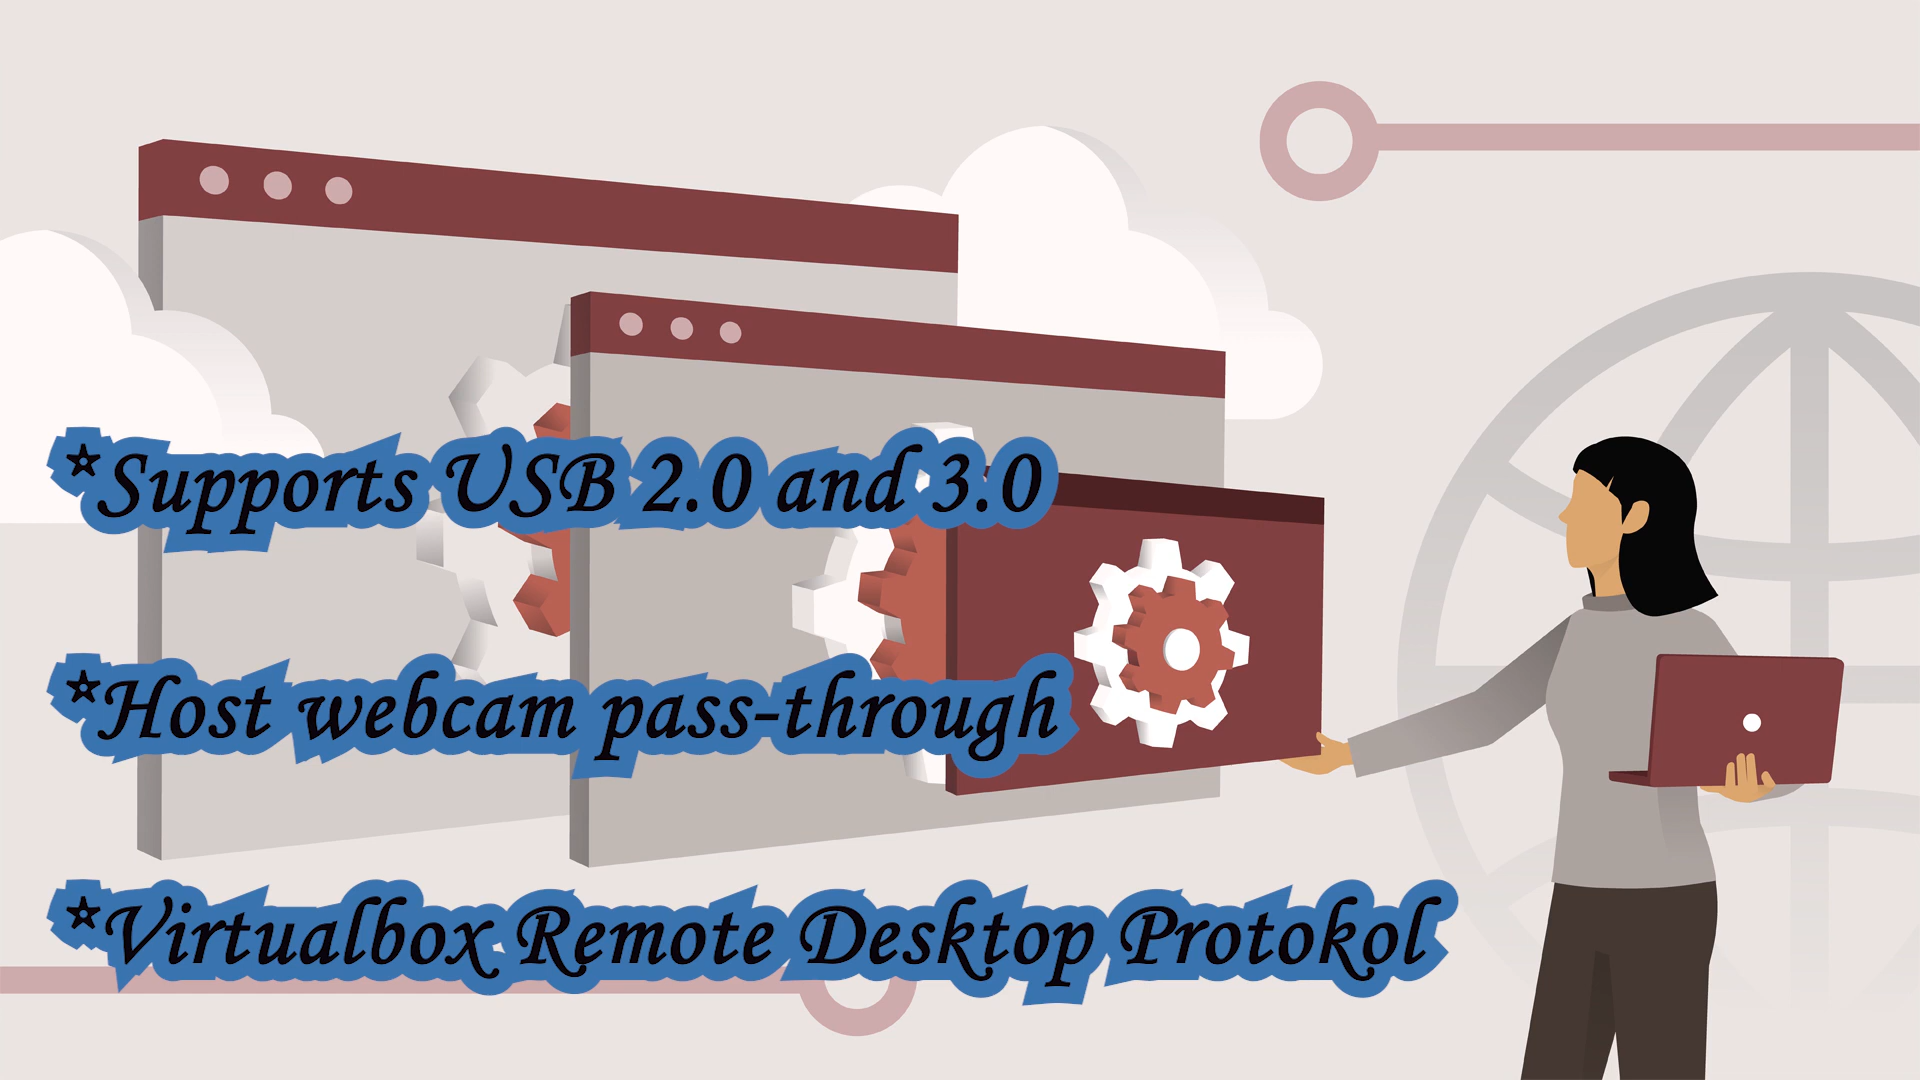 *Supports USB 2.0 and 3.0
*Host webcam pass-through
*Virtualbox Remote Desktop Protokol